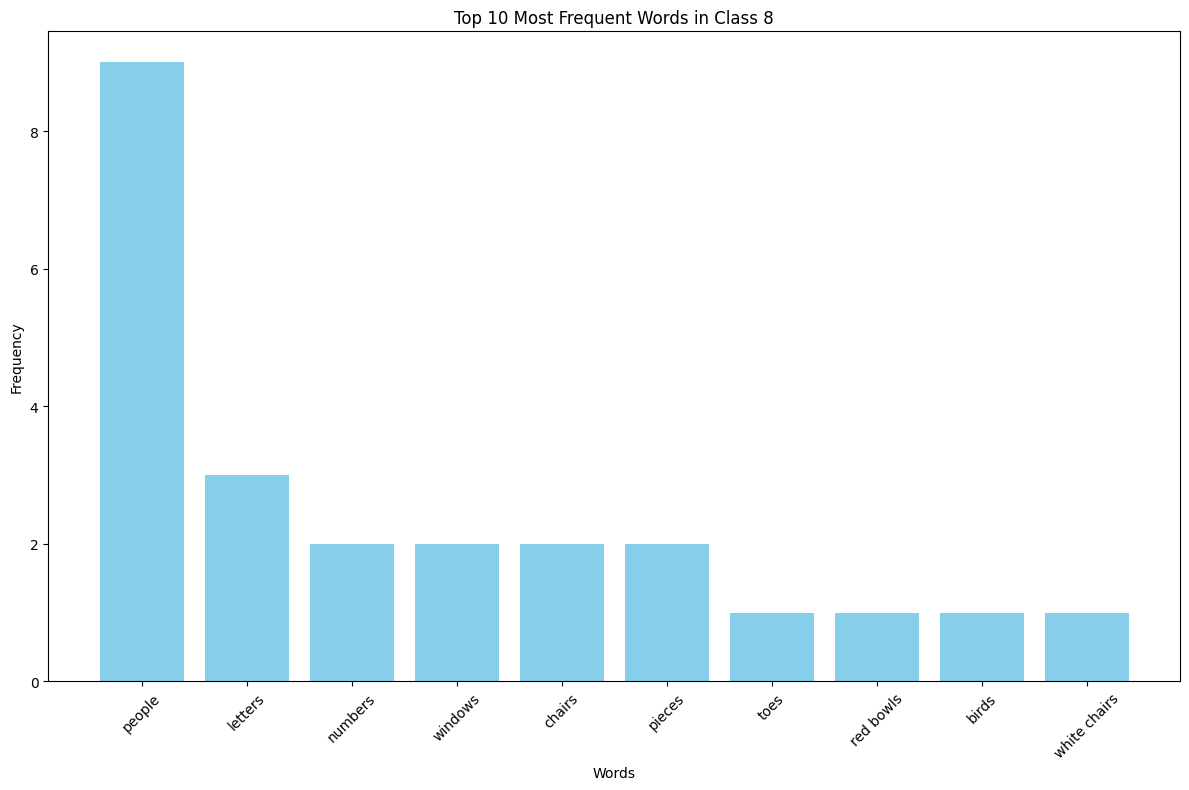 Top 10 Most Frequent Words in Class 8
Frequency
8
6
4
2
0
people
letters
numbers
windows
chairs
pieces
toes
red bowls
birds
white chairs
Words